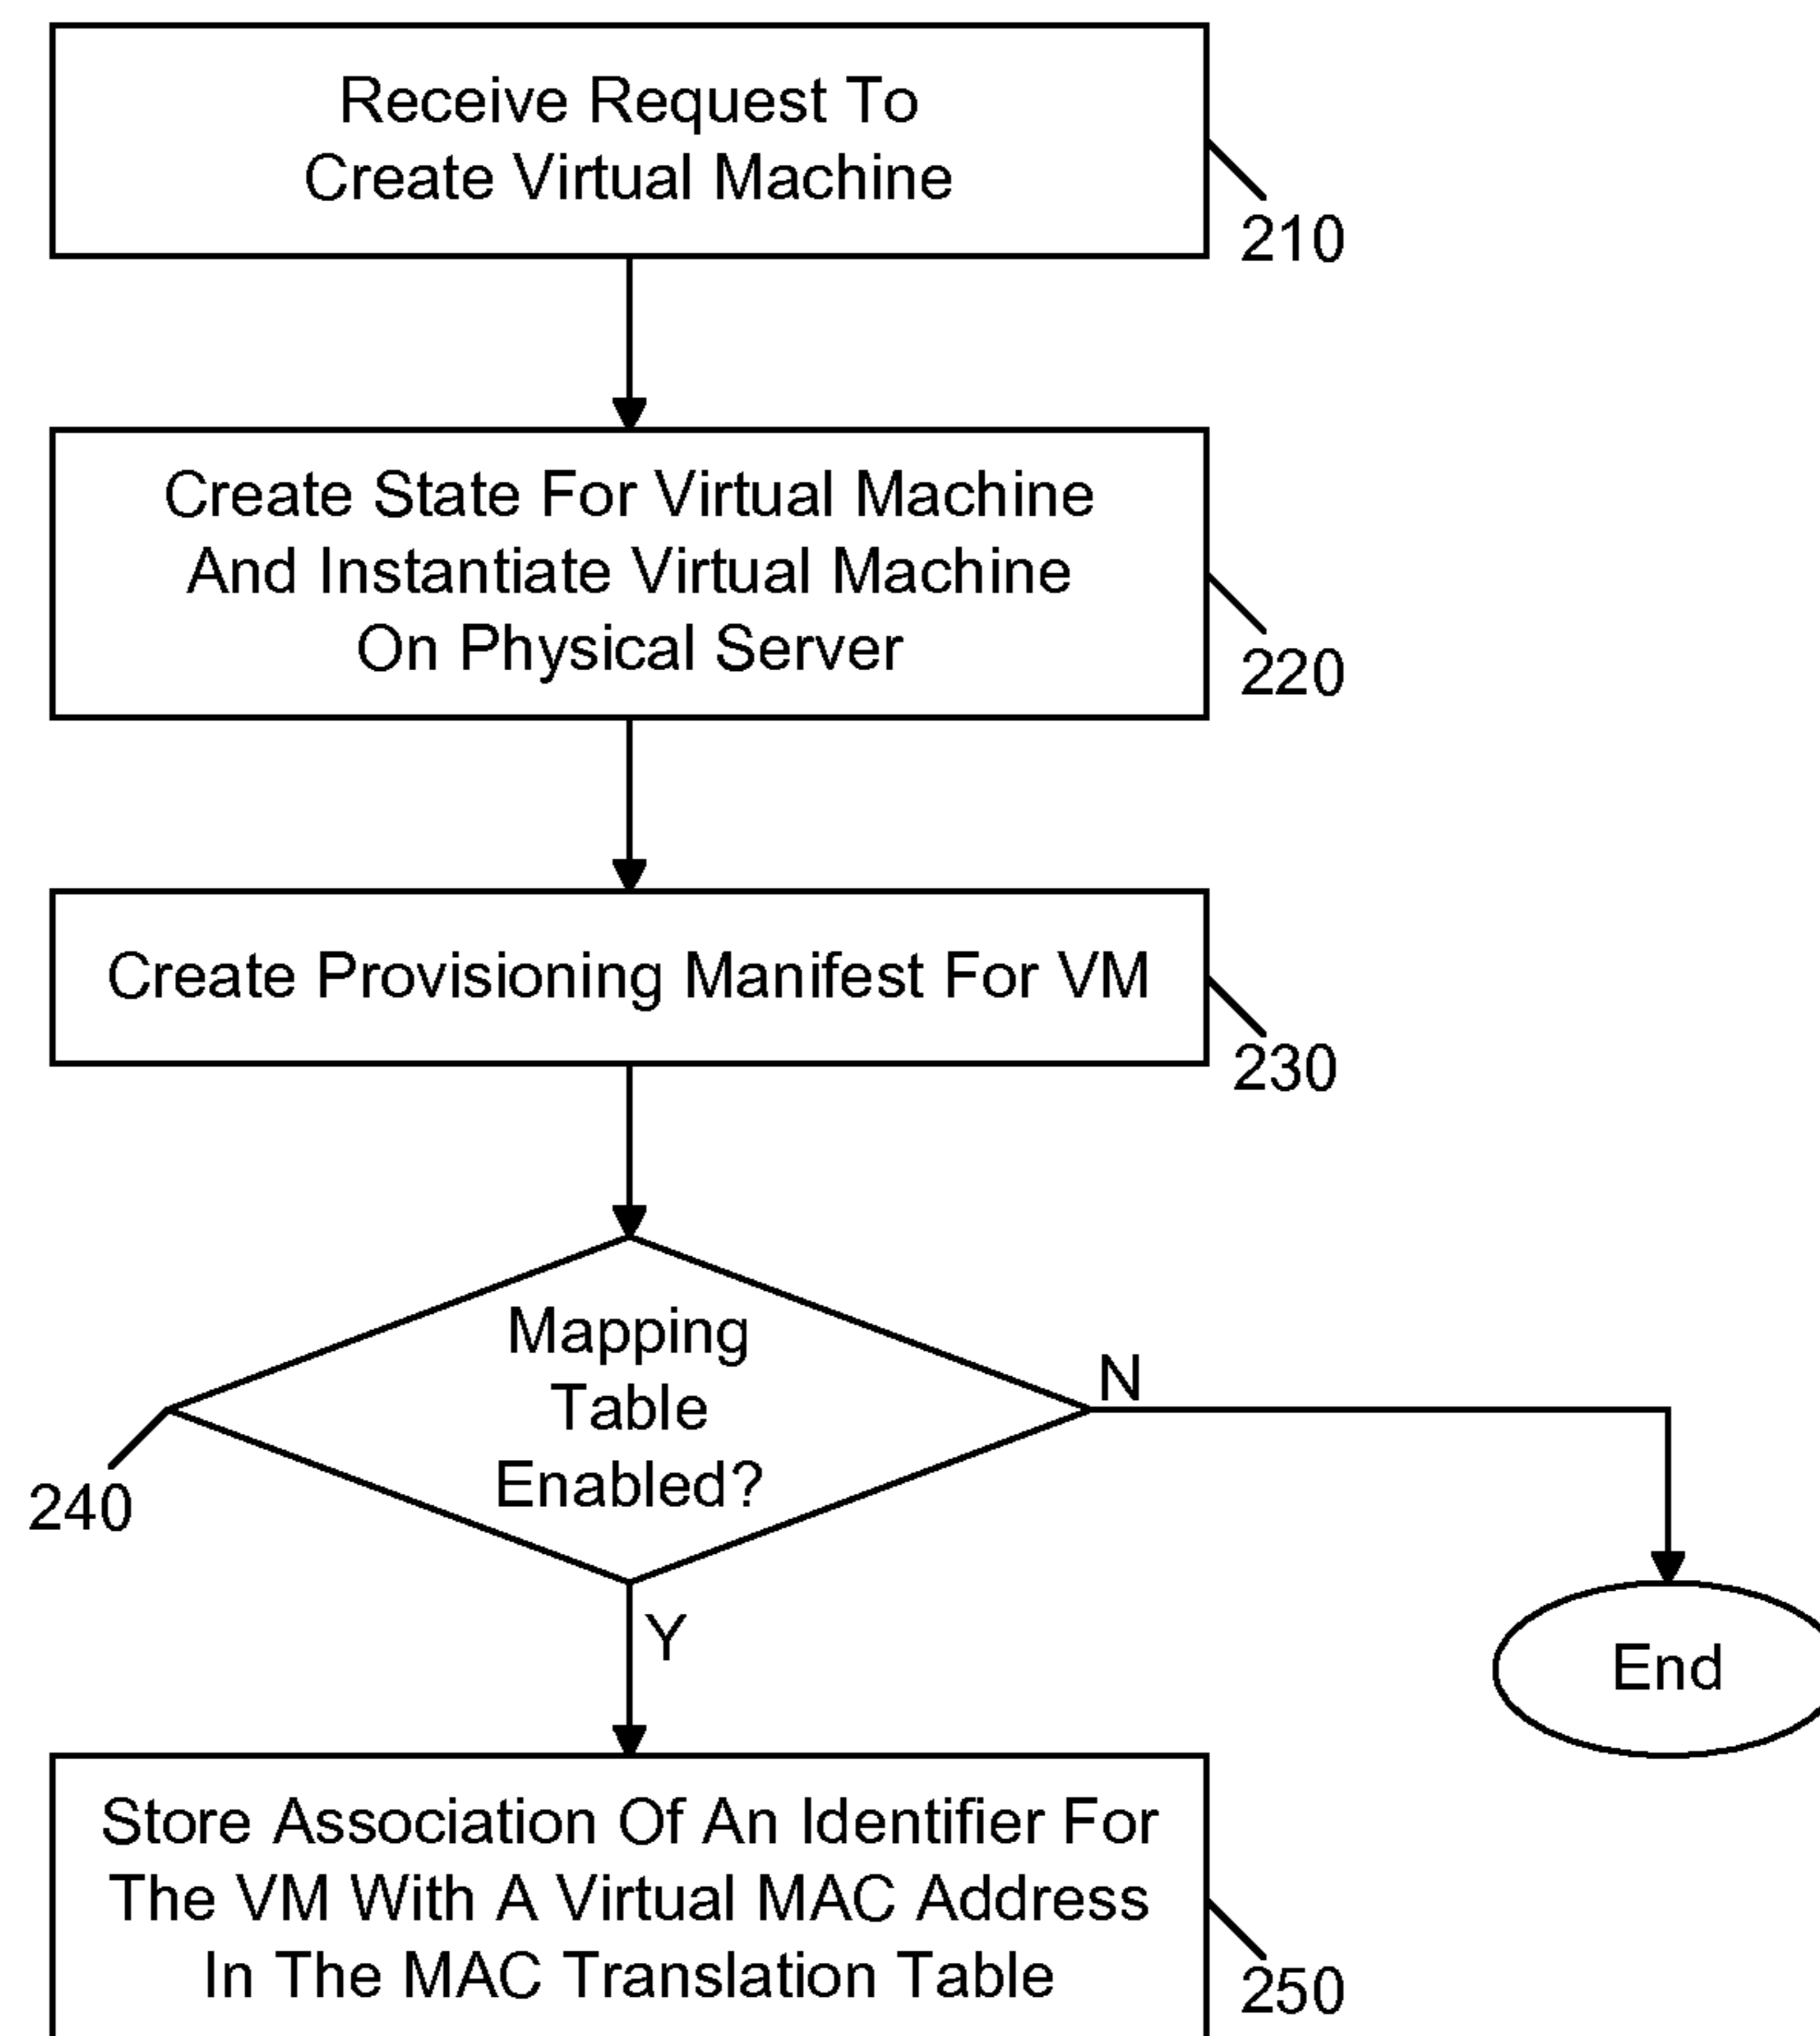 Receive Request To
Create Virtual Machine
210
Create State For Virtual Machine
And Instantiate Virtual Machine
On Physical Server
220
Create Provisioning Manifest For VM
230
Mapping
Table
Enabled?
N
240
Y
End
Store Association Of An Identifier For
The VM With A Virtual MAC Address
In The MAC Translation Table
250